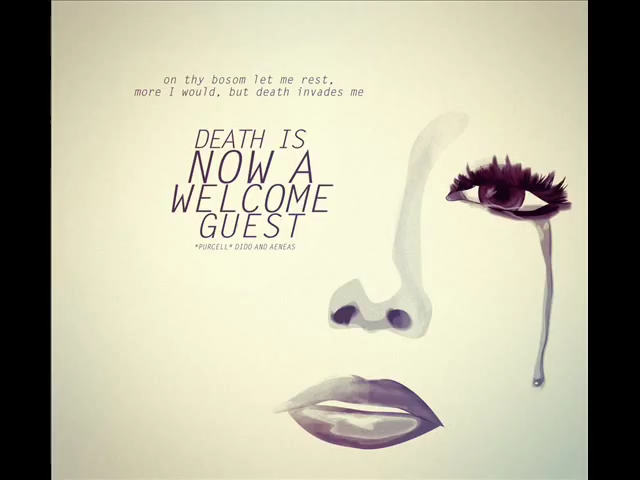 on thy bosom let me rest,
more I would, but death invades me
DEATH IS
NOW A
WELCOME
GUEST
*PURCELL* DIDO AND AENEAS